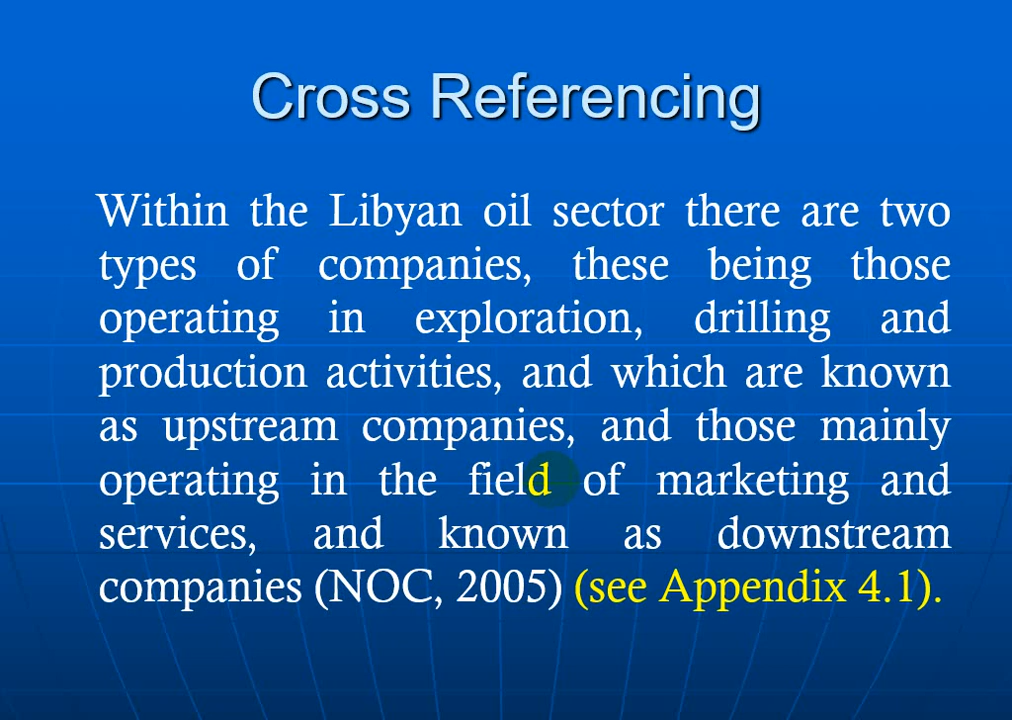 Cross Referencing
Within the Libyan oil sector there are two
types of companies, these being those
operating in exploration, drilling and
production activities, and which are known
as upstream companies, and those mainly
operating in the field of marketing and
services, and known as downstream
companies (NOC, 2005) (see Appendix 4.1).